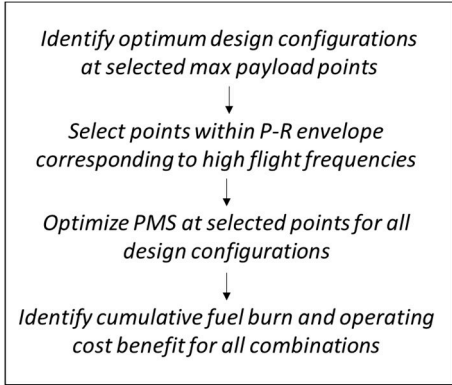 Identify optimum design configurations
at selected max payload points
Select points within P-R envelope
corresponding to high flight frequencies
Optimize PMS at selected points for all
design configurations
Identify cumulative fuel burn and operating
cost benefit for all combinations